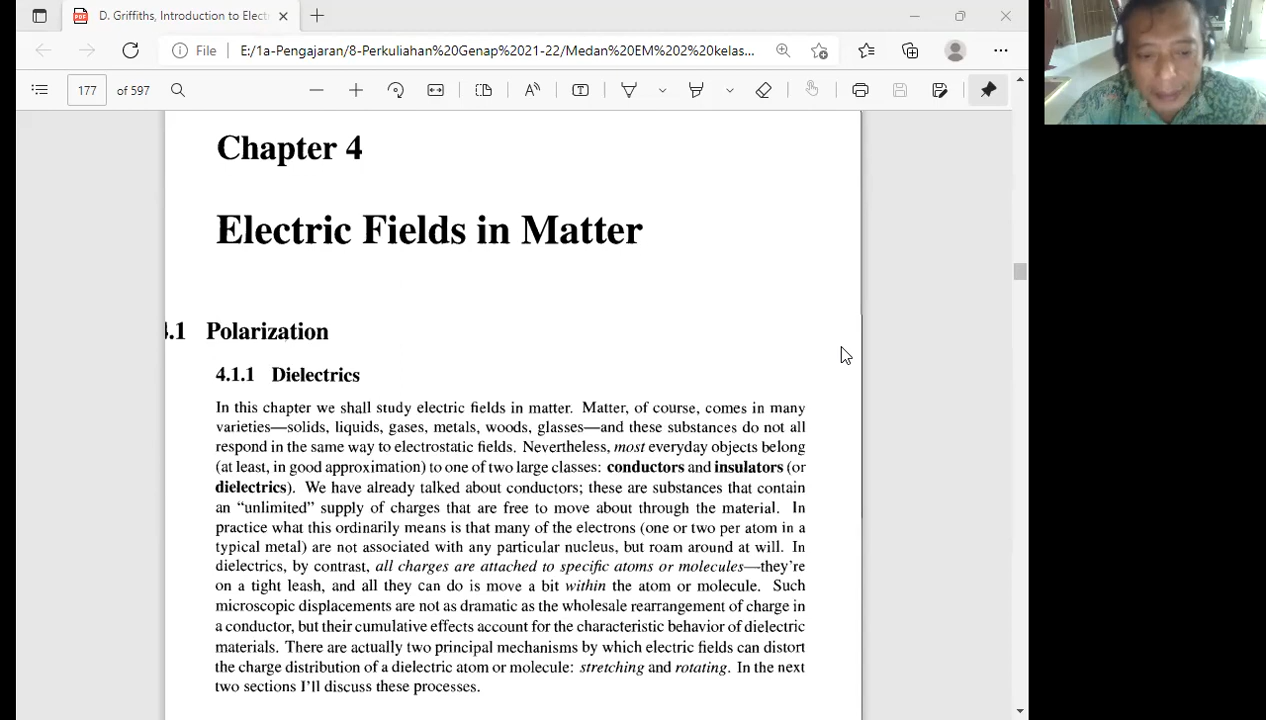 D. Griffiths, Introduction to Elect
File
E:/1a-Pengajaran/8-Perkuliahan%20Genap%2021-22/Medan%20EM%202%20kelas...
177 of 597
Chapter 4
Electric Fields in Matter
4.1 Polarization
4.1.1 Dielectrics
In this chapter we shall study electric fields in matter. Matter, of course, comes in many
varieties—solids, liquids, gases, metals, woods, glasses—and these substances do not all
respond in the same way to electrostatic fields. Nevertheless, most everyday objects belong
(at least, in good approximation) to one of two large classes: conductors and insulators (or
dielectrics). We have already talked about conductors; these are substances that contain
an “unlimited” supply of charges that are free to move about through the material. In
practice what this ordinarily means is that many of the electrons (one or two per atom in a
typical metal) are not associated with any particular nucleus, but roam around at will. In
dielectrics, by contrast, all charges are attached to specific atoms or molecules—they’re
on a tight leash, and all they can do is move a bit within the atom or molecule. Such
microscopic displacements are not as dramatic as the wholesale rearrangement of charge in
a conductor, but their cumulative effects account for the characteristic behavior of dielectric
materials. There are actually two principal mechanisms by which electric fields can distort
the charge distribution of a dielectric atom or molecule: stretching and rotating. In the next
two sections I’ll discuss these processes.